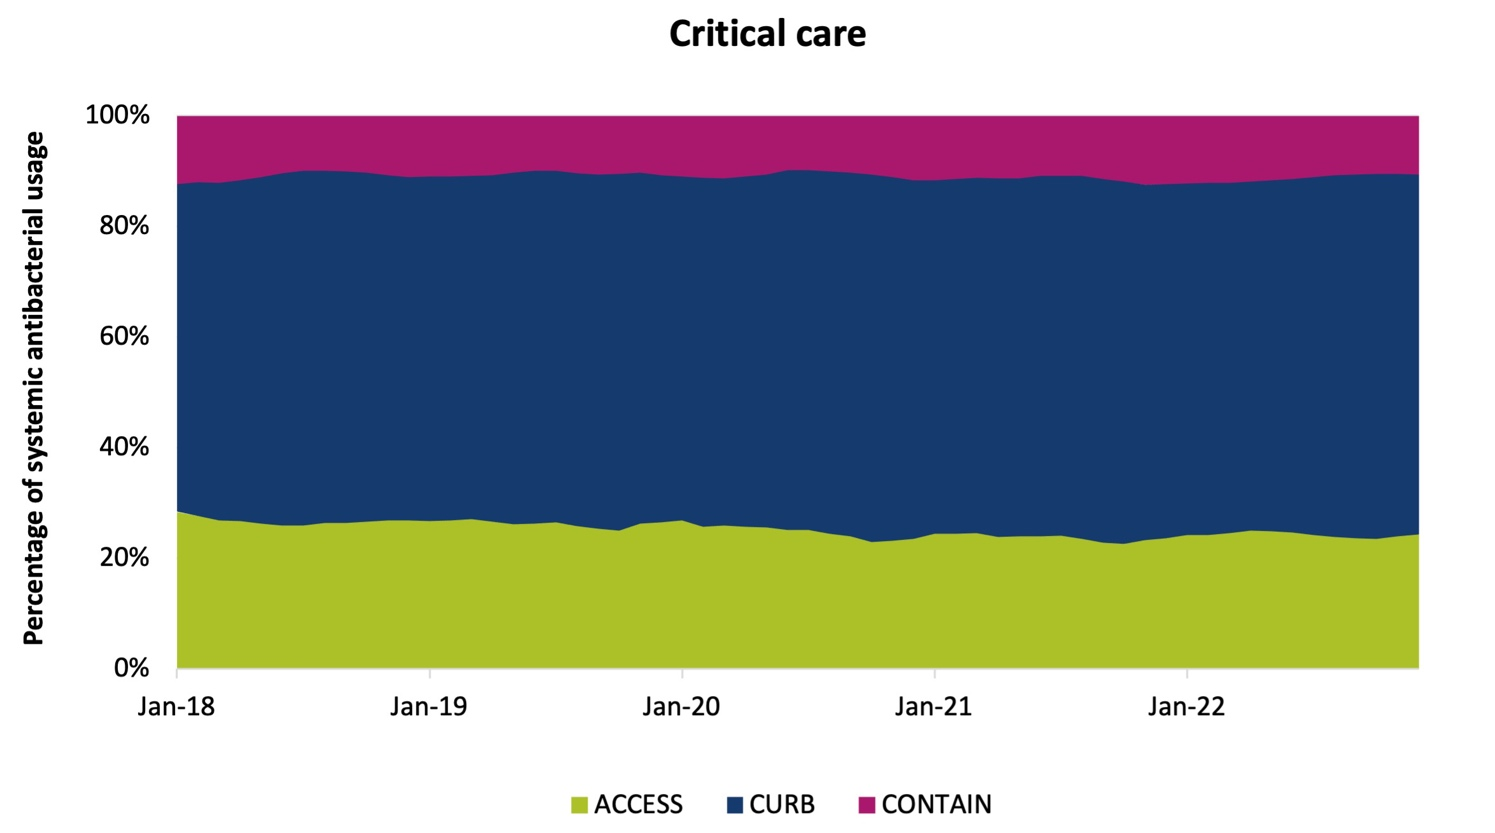 Critical care
Percentage of systemic antibacterial usage
100%
80%
60%
40%
20%
0%
Jan-18 Jan-19 Jan-20 Jan-21 Jan-22
ACCESS CURB CONTAIN